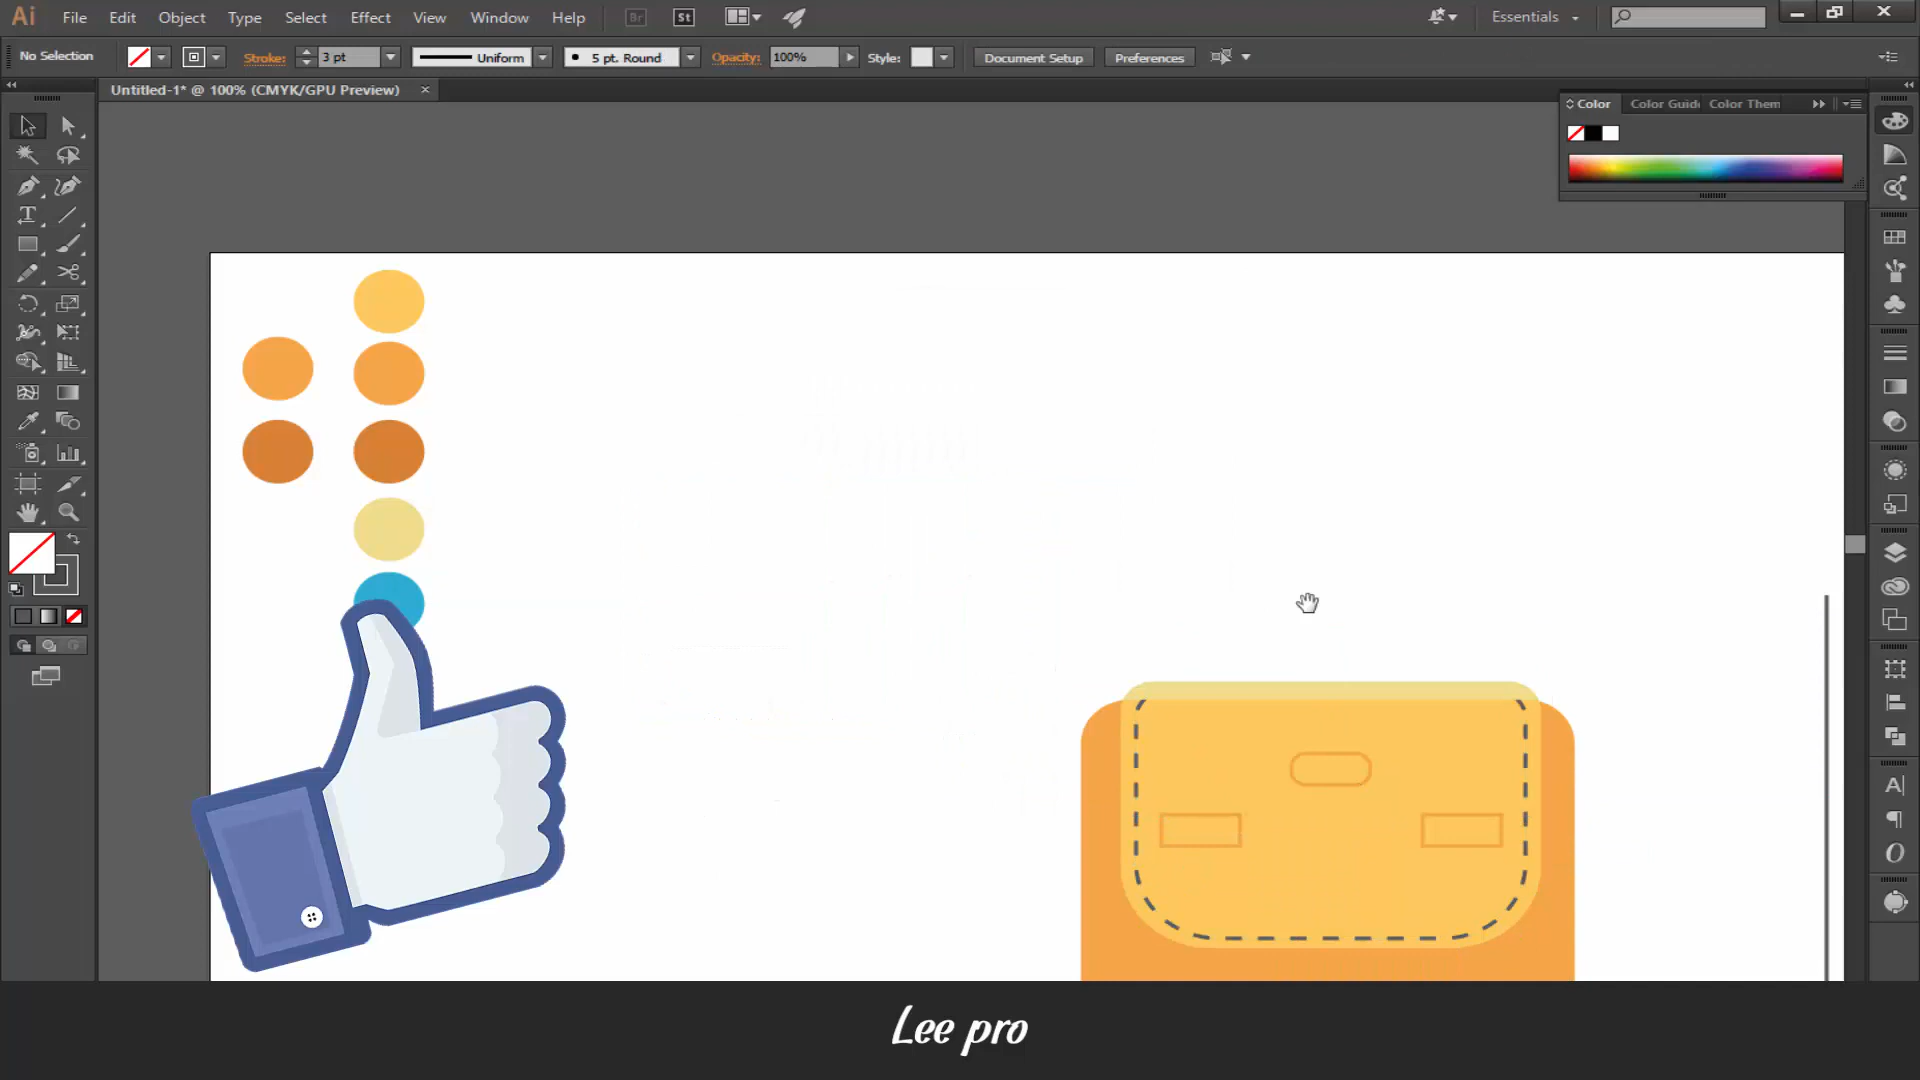 Ai File Edit Object Type Select Effect View Window Help Br St Essentials
No Selection Stroke: 3 pt Uniform 5 pt. Round Opacity: 100% Style: Document Setup Preferences
Untitled-1* @ 100% (CMYK/GPU Preview)
Color Color Guid Color Them
Lee pro